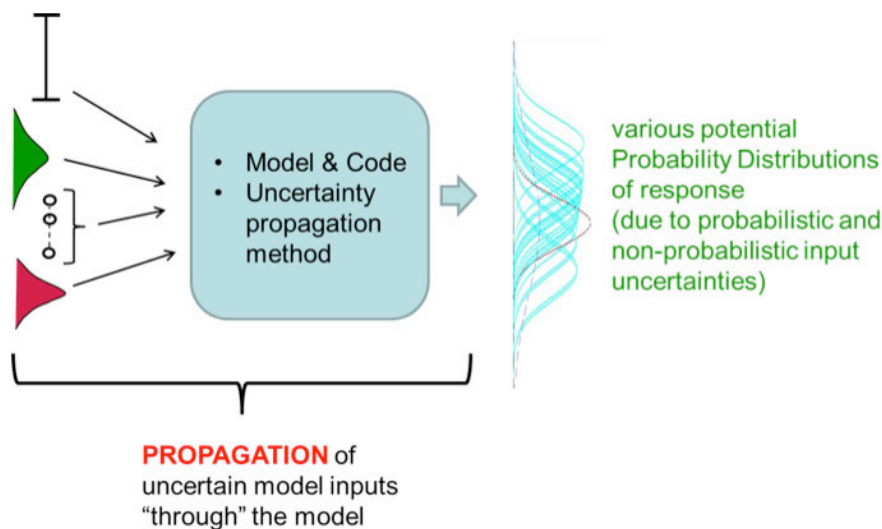 • Model & Code
• Uncertainty
propagation
method
various potential
Probability Distributions
of response
(due to probabilistic and
non-probabilistic input
uncertainties)
PROPAGATION of
uncertain model inputs
“through” the model